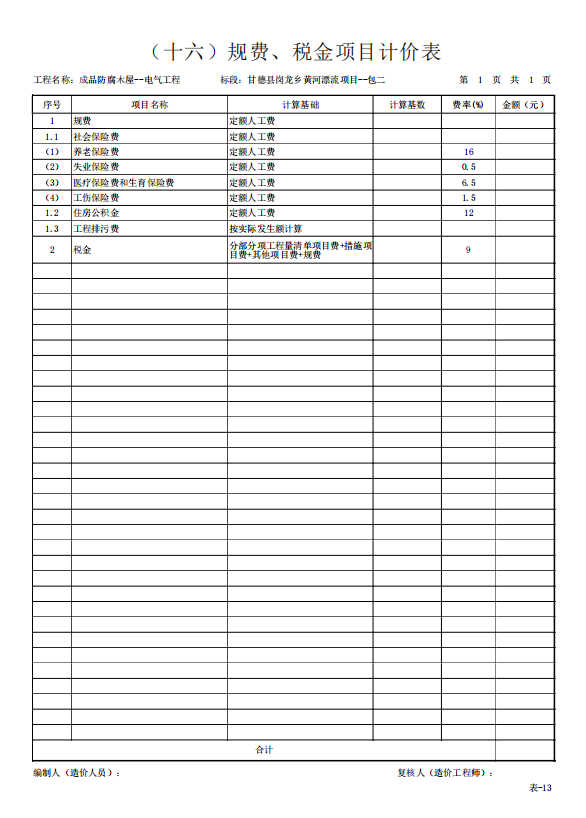 （十六）规费、税金项目计价表
工程名称：成品防腐木屋--电气工程 标段：甘德县岗龙乡黄河漂流项目--包二 第 1 页 共 1 页
序号 项目名称 计算基础 计算基数 费率(%) 金额（元）
1 规费 定额人工费
1.1 社会保险费 定额人工费
（1） 养老保险费 定额人工费 16
（2） 失业保险费 定额人工费 0.5
（3） 医疗保险费和生育保险费 定额人工费 6.5
（4） 工伤保险费 定额人工费 1.5
1.2 住房公积金 定额人工费 12
1.3 工程排污费 按实际发生额计算
2 税金 分部分项工程量清单项目费+措施项 9
目费+其他项目费+规费
合计
编制人（造价人员）： 复核人（造价工程师）：
表-13